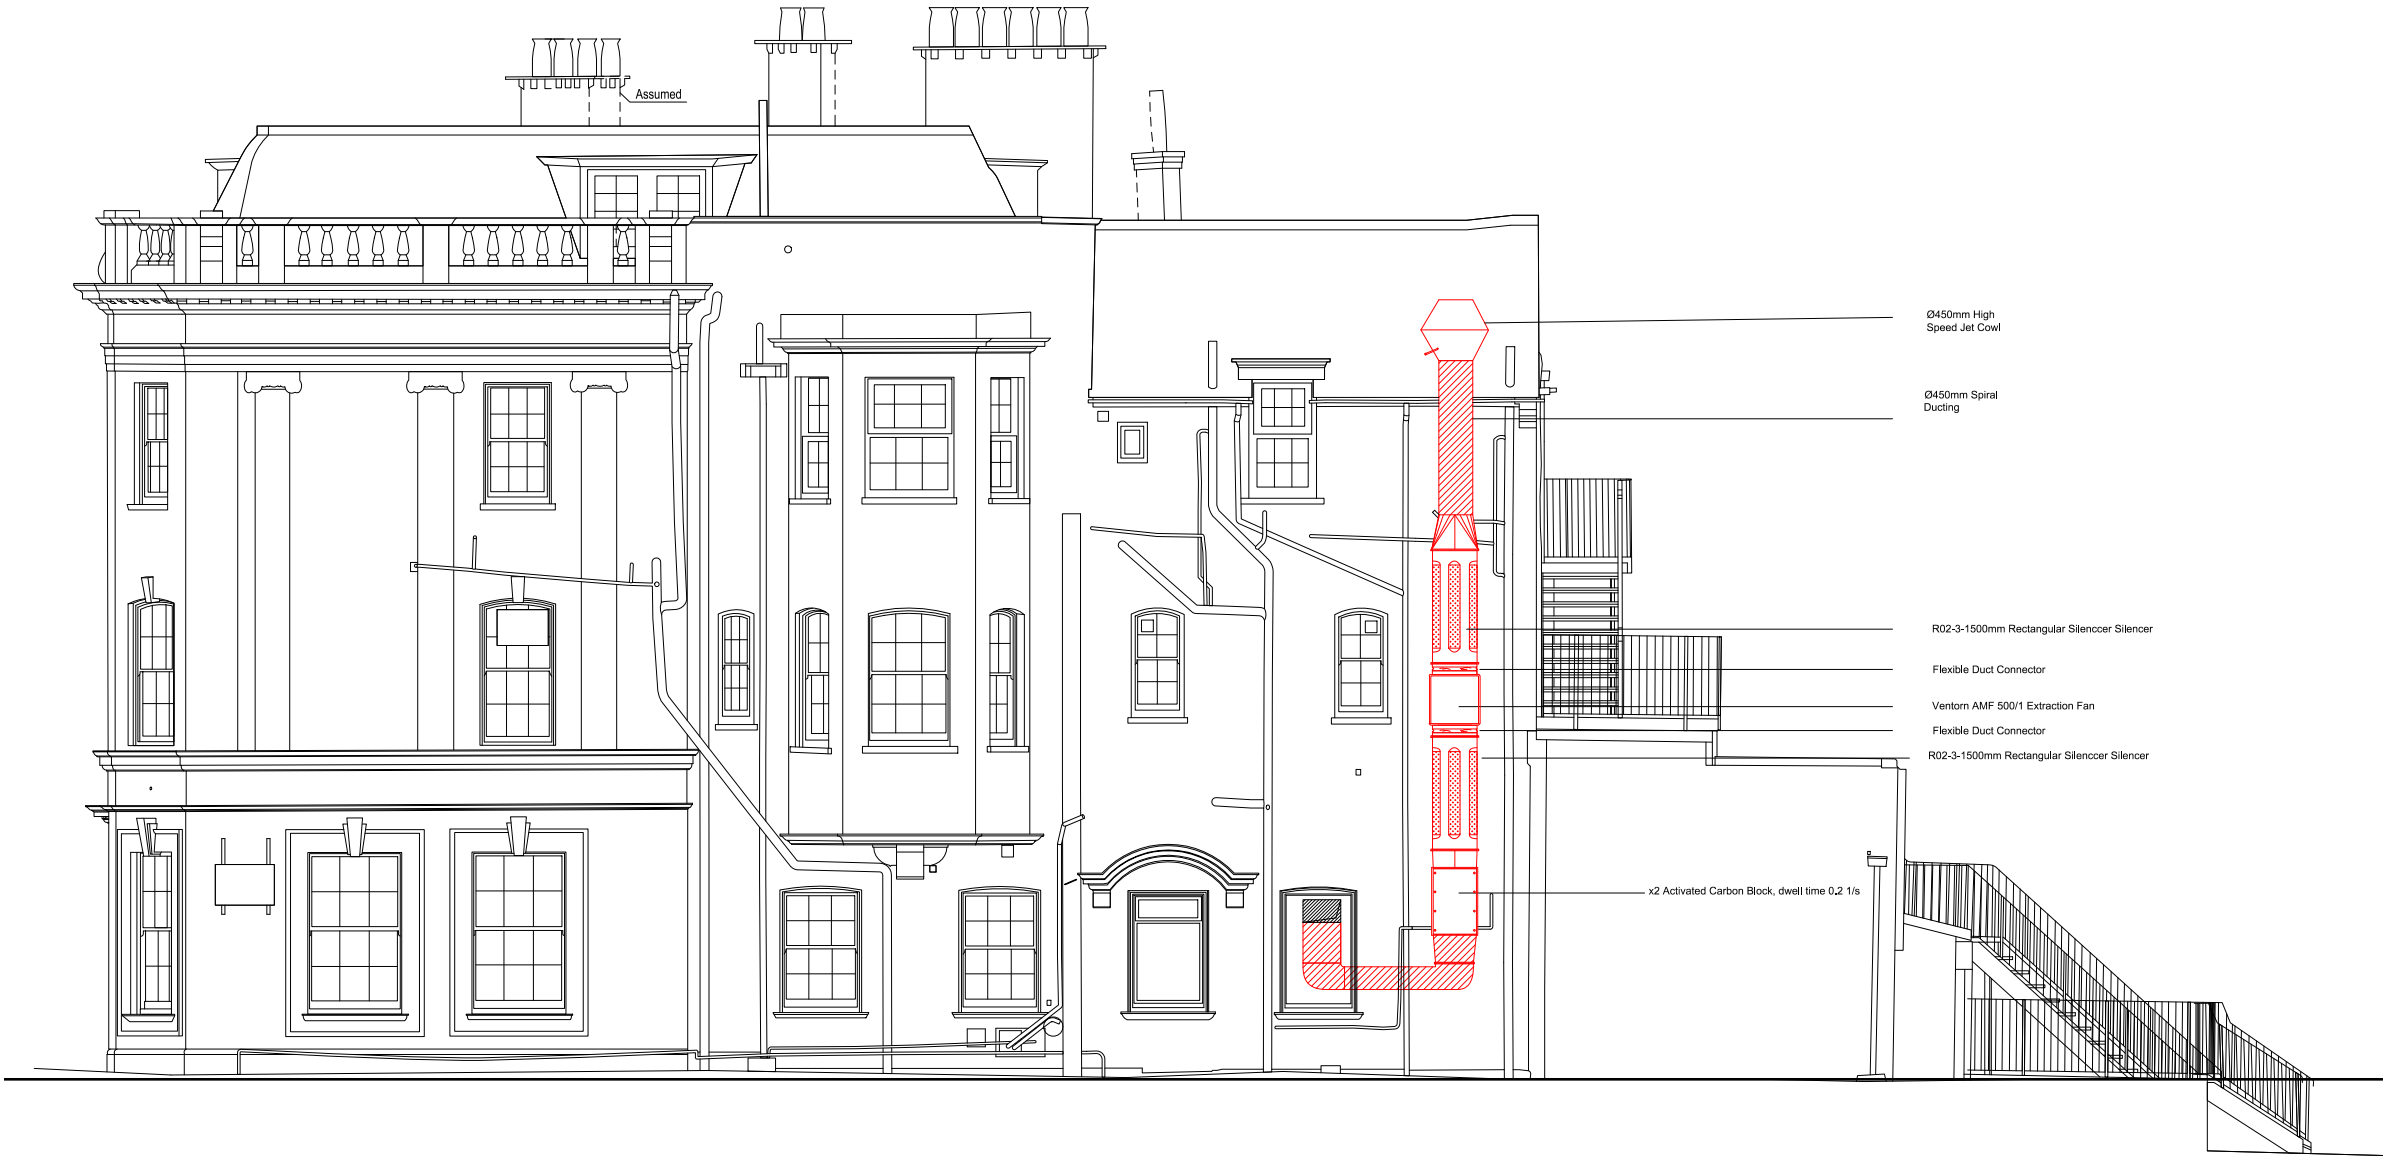 Assumed
Ø450mm High
Speed Jet Cowl
Ø450mm Spiral
Ducting
R02-3-1500mm Rectangular Silenccer Silencer
Flexible Duct Connector
Ventorn AMF 500/1 Extraction Fan
Flexible Duct Connector
R02-3-1500mm Rectangular Silenccer Silencer
x2 Activated Carbon Block, dwell time 0.2 1/s